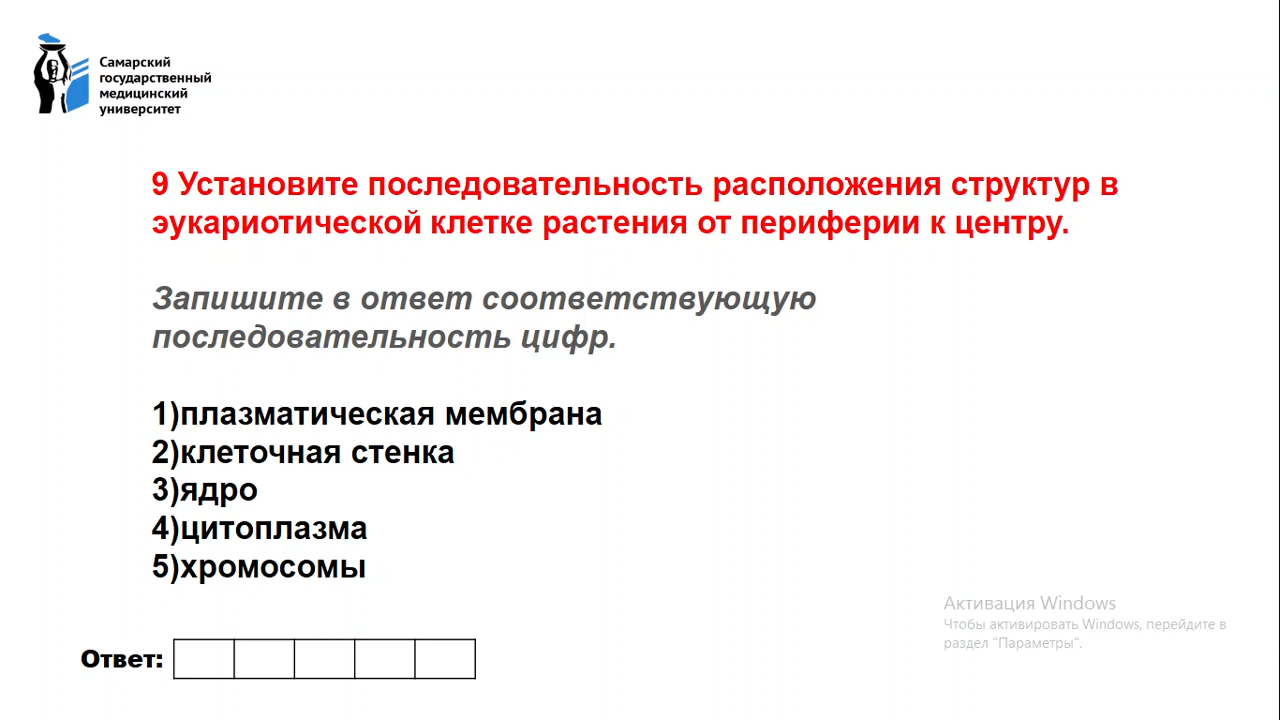 Самарский
государственный
медицинский
университет
9 Установите последовательность расположения структур в
эукариотической клетке растения от периферии к центру.
Запишите в ответ соответствующую
последовательность цифр.
1)плазматическая мембрана
2)клеточная стенка
3)ядро
4)цитоплазма
5)хромосомы
Активация Windows
Чтобы активировать Windows, перейдите в
раздел "Параметры".
Ответ: